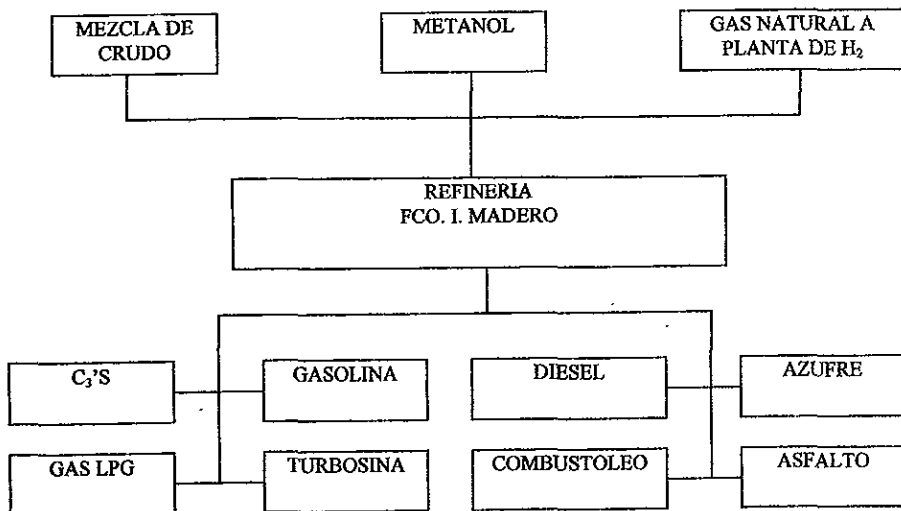 MEZCLA DE
CRUDO
METANOL
GAS NATURAL A
PLANTA DE H₂
REFINERIA
FCO. I. MADERO
C₃'S
GASOLINA
DIESEL
AZUFRE
GAS LPG
TURBOSINA
COMBUSTOLEO
ASFALTO